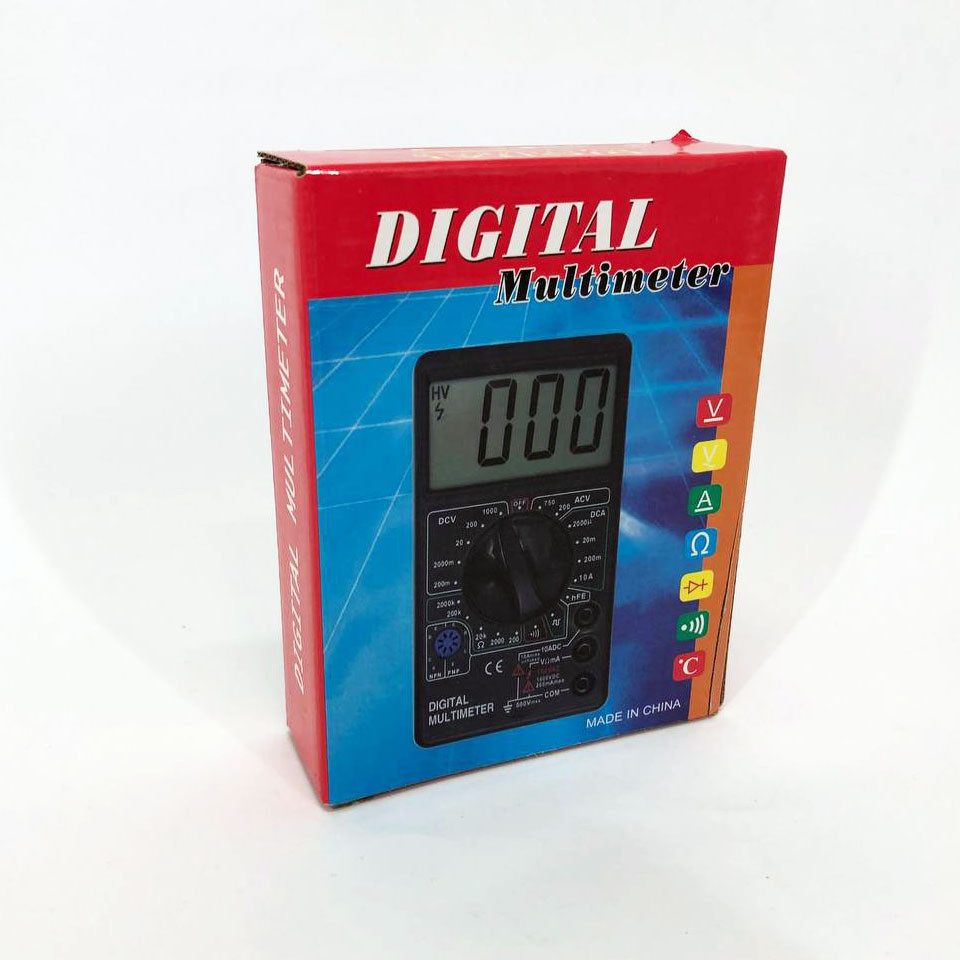 DIGITAL
Multimeter
DIGITAL MULTIMETER
HV
000
OFF
DCV
1000
200
20
2000m
200m
2000k
200k
20k
2000
200
Ω
750
200
ACV
DCA
2000µ
20m
200m
10A
hFE
NPN PNP
CE
10ADC
VΩmA
COM
500Vmax
DIGITAL
MULTIMETER
V
V
A
Ω
°C
MADE IN CHINA